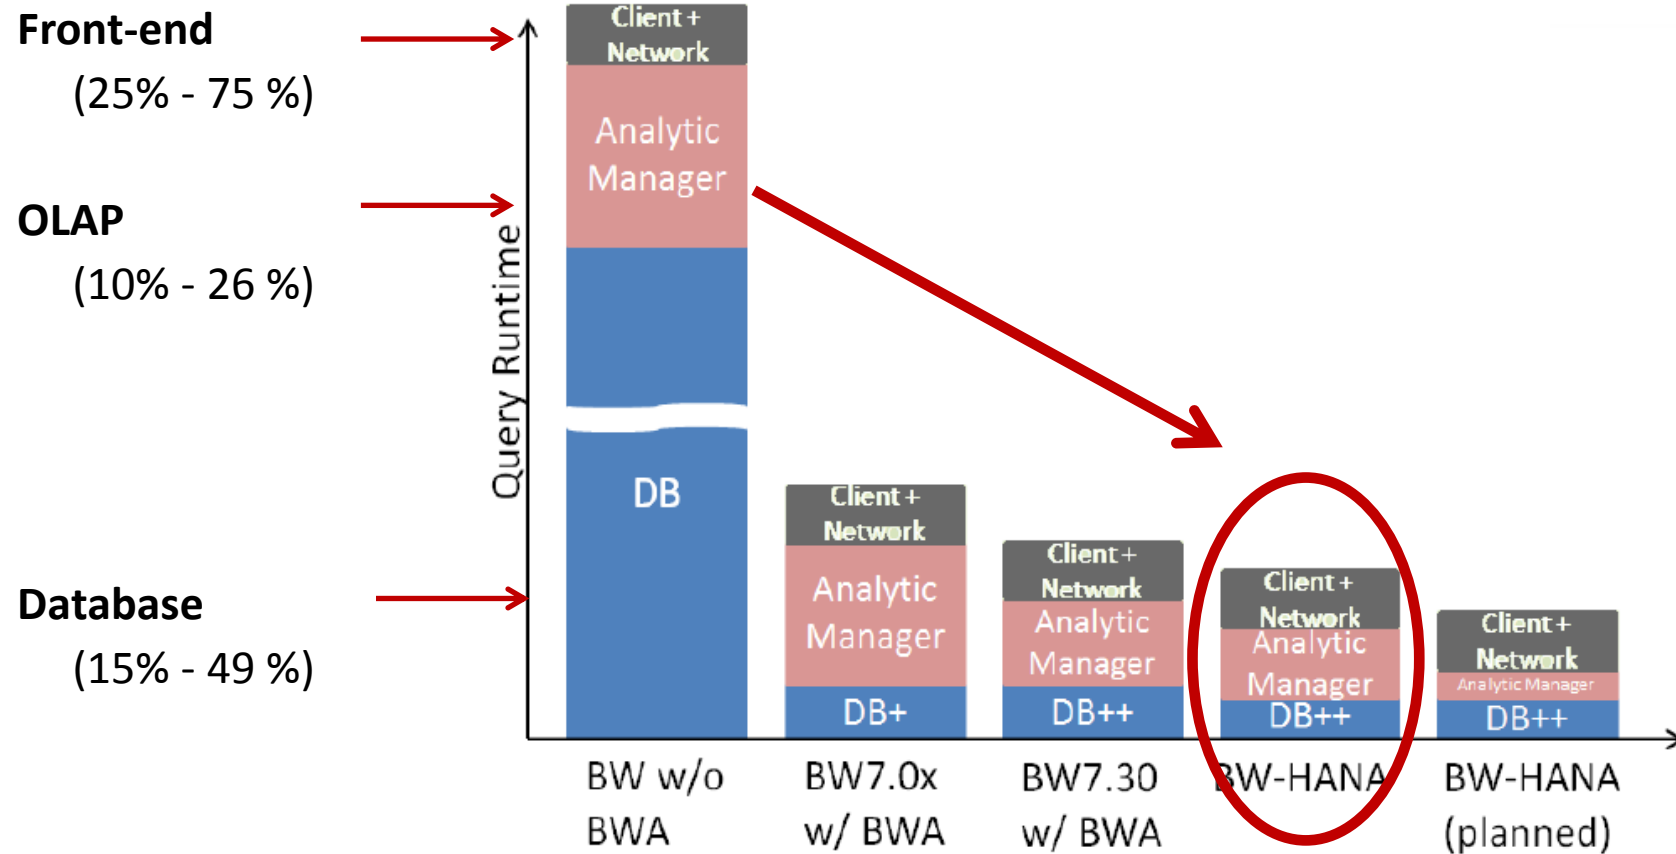 Front-end
(25% - 75 %)
OLAP
(10% - 26 %)
Database
(15% - 49 %)
Query Runtime
Client +
Network
Analytic
Manager
DB
Client +
Network
Analytic
Manager
DB+
Client +
Network
Analytic
Manager
DB++
Client +
Network
Analytic
Manager
DB++
Client +
Network
Analytic Manager
DB++
BW w/o
BWA
BW7.0x
w/ BWA
BW7.30
w/ BWA
BW-HANA
BW-HANA
(planned)